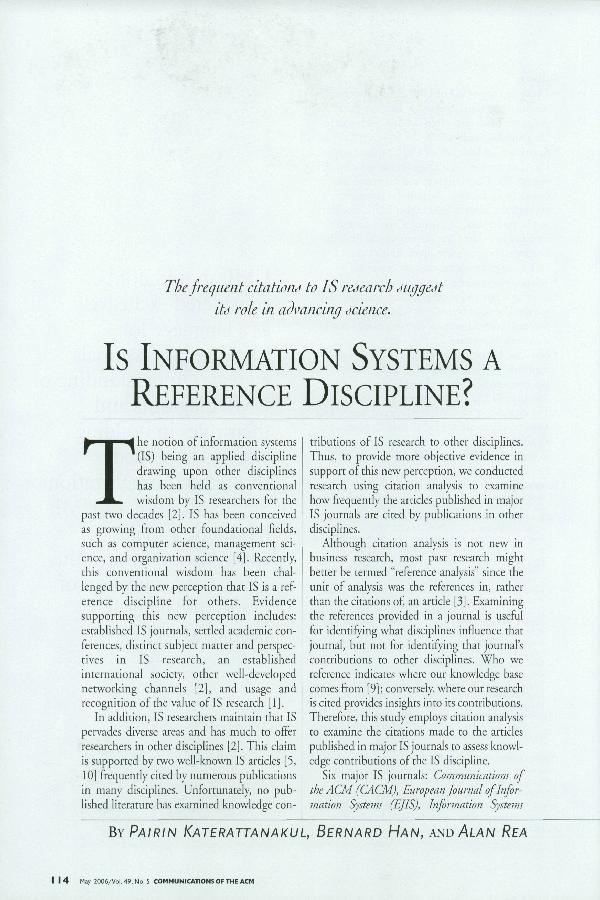 The frequent citations to IS research suggest
its role in advancing science.
IS INFORMATION SYSTEMS A
REFERENCE DISCIPLINE?
The notion of information systems
(IS) being an applied discipline
drawing upon other disciplines
has been held as conventional
wisdom by IS researchers for the
past two decades [2]. IS has been conceived
as growing from other foundational fields,
such as computer science, management sci-
ence, and organization science [4]. Recently,
this conventional wisdom has been chal-
lenged by the new perception that IS is a ref-
erence discipline for others. Evidence
supporting this new perception includes:
established IS journals, settled academic con-
ferences, distinct subject matter and perspec-
tives in IS research, an established
international society, other well-developed
networking channels [2], and usage and
recognition of the value of IS research [1].
In addition, IS researchers maintain that IS
pervades diverse areas and has much to offer
researchers in other disciplines [2]. This claim
is supported by two well-known IS articles [5,
10] frequently cited by numerous publications
in many disciplines. Unfortunately, no pub-
lished literature has examined knowledge con-
tributions of IS research to other disciplines.
Thus, to provide more objective evidence in
support of this new perception, we conducted
research using citation analysis to examine
how frequently the articles published in major
IS journals are cited by publications in other
disciplines.
Although citation analysis is not new in
business research, most past research might
better be termed "reference analysis" since the
unit of analysis was the references in, rather
than the citations of, an article [3]. Examining
the references provided in a journal is useful
for identifying what disciplines influence that
journal, but not for identifying that journal's
contributions to other disciplines. Who we
reference indicates where our knowledge base
comes from [9]; conversely, where our research
is cited provides insights into its contributions.
Therefore, this study employs citation analysis
to examine the citations made to the articles
published in major IS journals to assess knowl-
edge contributions of the IS discipline.
Six major IS journals: Communications of
the ACM (CACM), European Journal of Infor-
mation Systems (EJIS), Information Systems
BY PAIRIN KATERATTANAKUL, BERNARD HAN, AND ALAN REA
114 May 2006/Vol. 49, No. 5 COMMUNICATIONS OF THE ACM